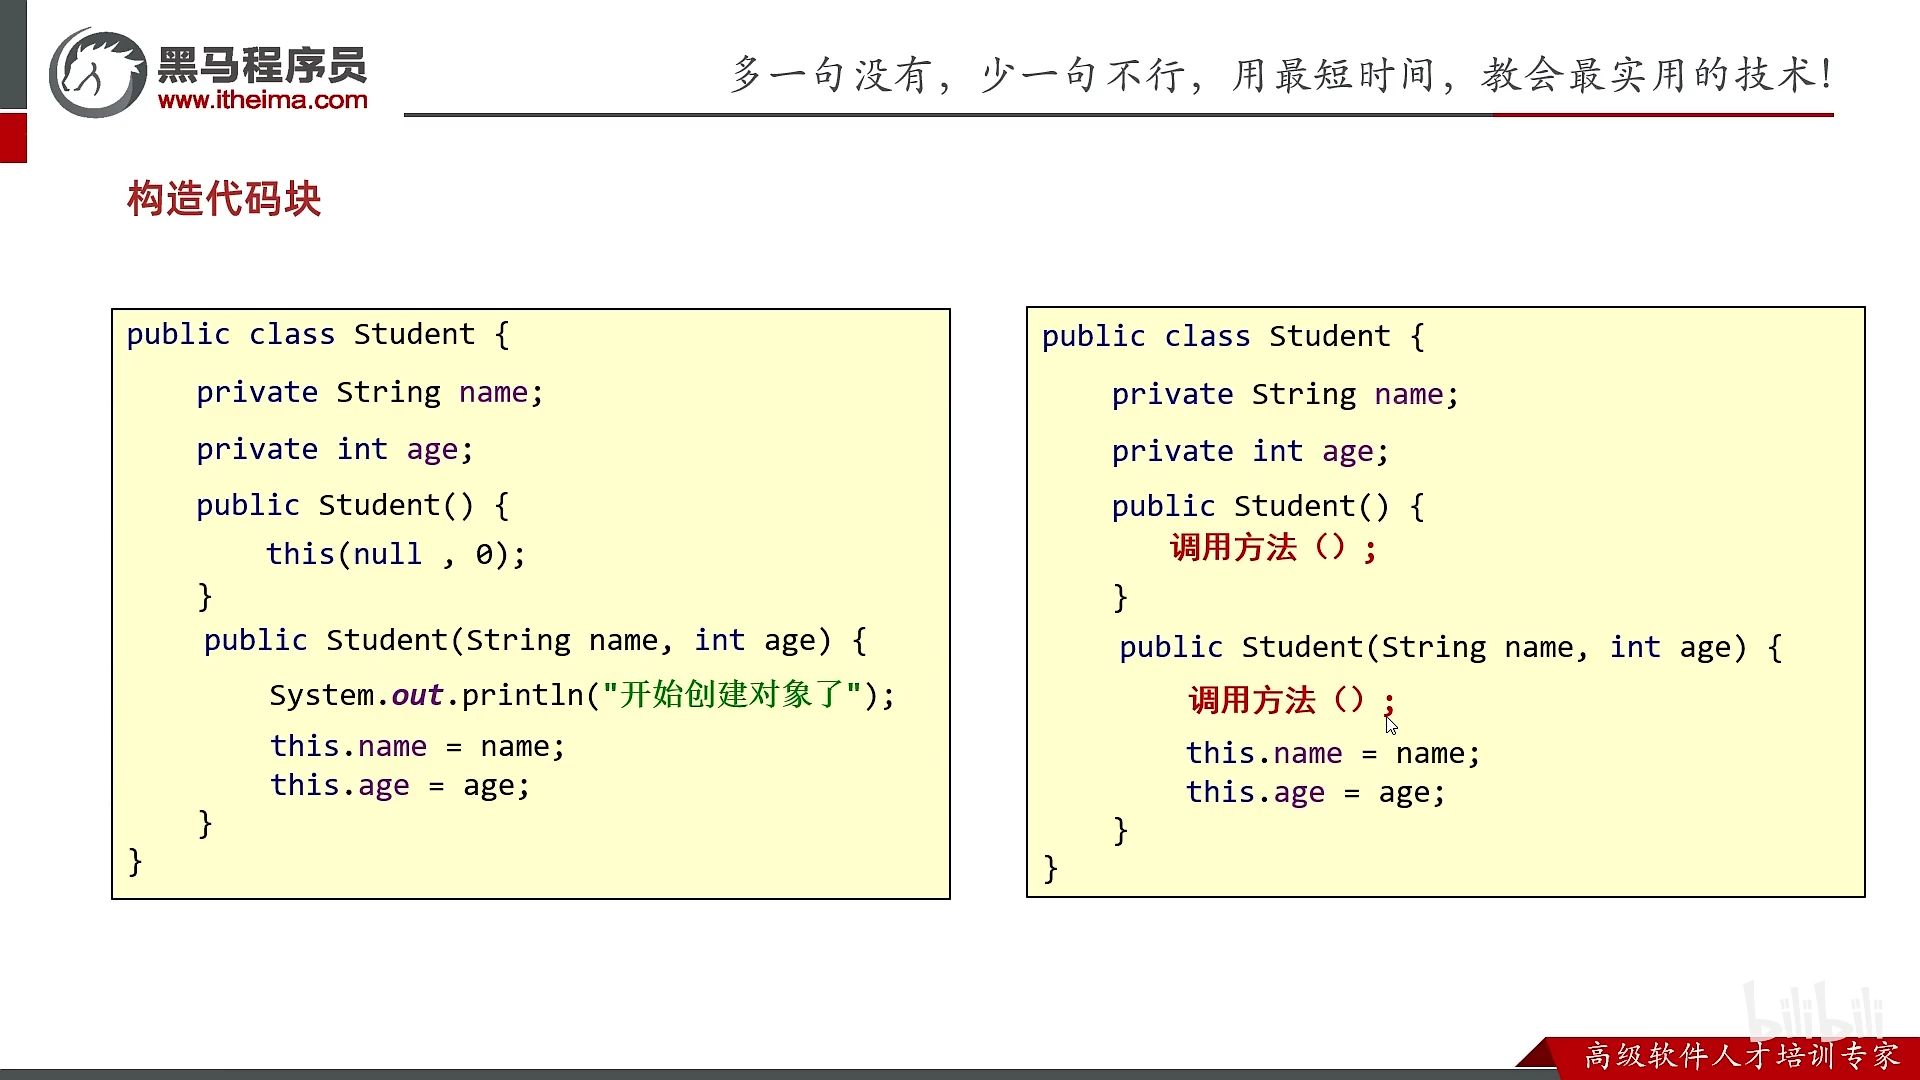 黑马程序员
www.itheima.com
多一句没有，少一句不行，用最短时间，教会最实用的技术！
构造代码块
public class Student {
private String name;
private int age;
public Student() {
this(null , 0);
}
public Student(String name, int age) {
System.out.println("开始创建对象了");
this.name = name;
this.age = age;
}
}
public class Student {
private String name;
private int age;
public Student() {
调用方法（）；
}
public Student(String name, int age) {
调用方法（）；
this.name = name;
this.age = age;
}
}
bilibili
高级软件人才培训专家